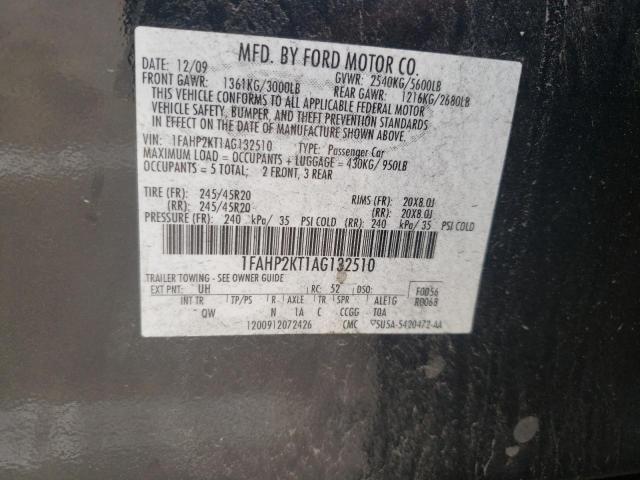 MFD. BY FORD MOTOR CO.
DATE: 12/09 GVWR: 2540KG/5600LB
FRONT GAWR: 1361KG/3000LB REAR GAWR: 1216KG/2680LB
THIS VEHICLE CONFORMS TO ALL APPLICABLE FEDERAL MOTOR
VEHICLE SAFETY, BUMPER, AND THEFT PREVENTION STANDARDS
IN EFFECT ON THE DATE OF MANUFACTURE SHOWN ABOVE.
VIN: 1FAHP2KT1AG132510 TYPE: Passenger Car
MAXIMUM LOAD = OCCUPANTS + LUGGAGE = 430KG/ 950LB
OCCUPANTS = 5 TOTAL; 2 FRONT, 3 REAR
TIRE (FR): 245/45R20 RIMS (FR): 20X8.0J
(RR): 245/45R20 (RR): 20X8.0J
PRESSURE (FR): 240 kPa/ 35 PSI COLD (RR): 240 kPa/ 35 PSI COLD
1FAHP2KT1AG132510
TRAILER TOWING - SEE OWNER GUIDE
EXT PNT: UH RC: 52 DSO: F0056
INT TR TP/PS R AXLE TR SPR ALE1G R0068
QW N 1A C CCGG TOA
1200912072426 CMC 5U5A-5420472-AA